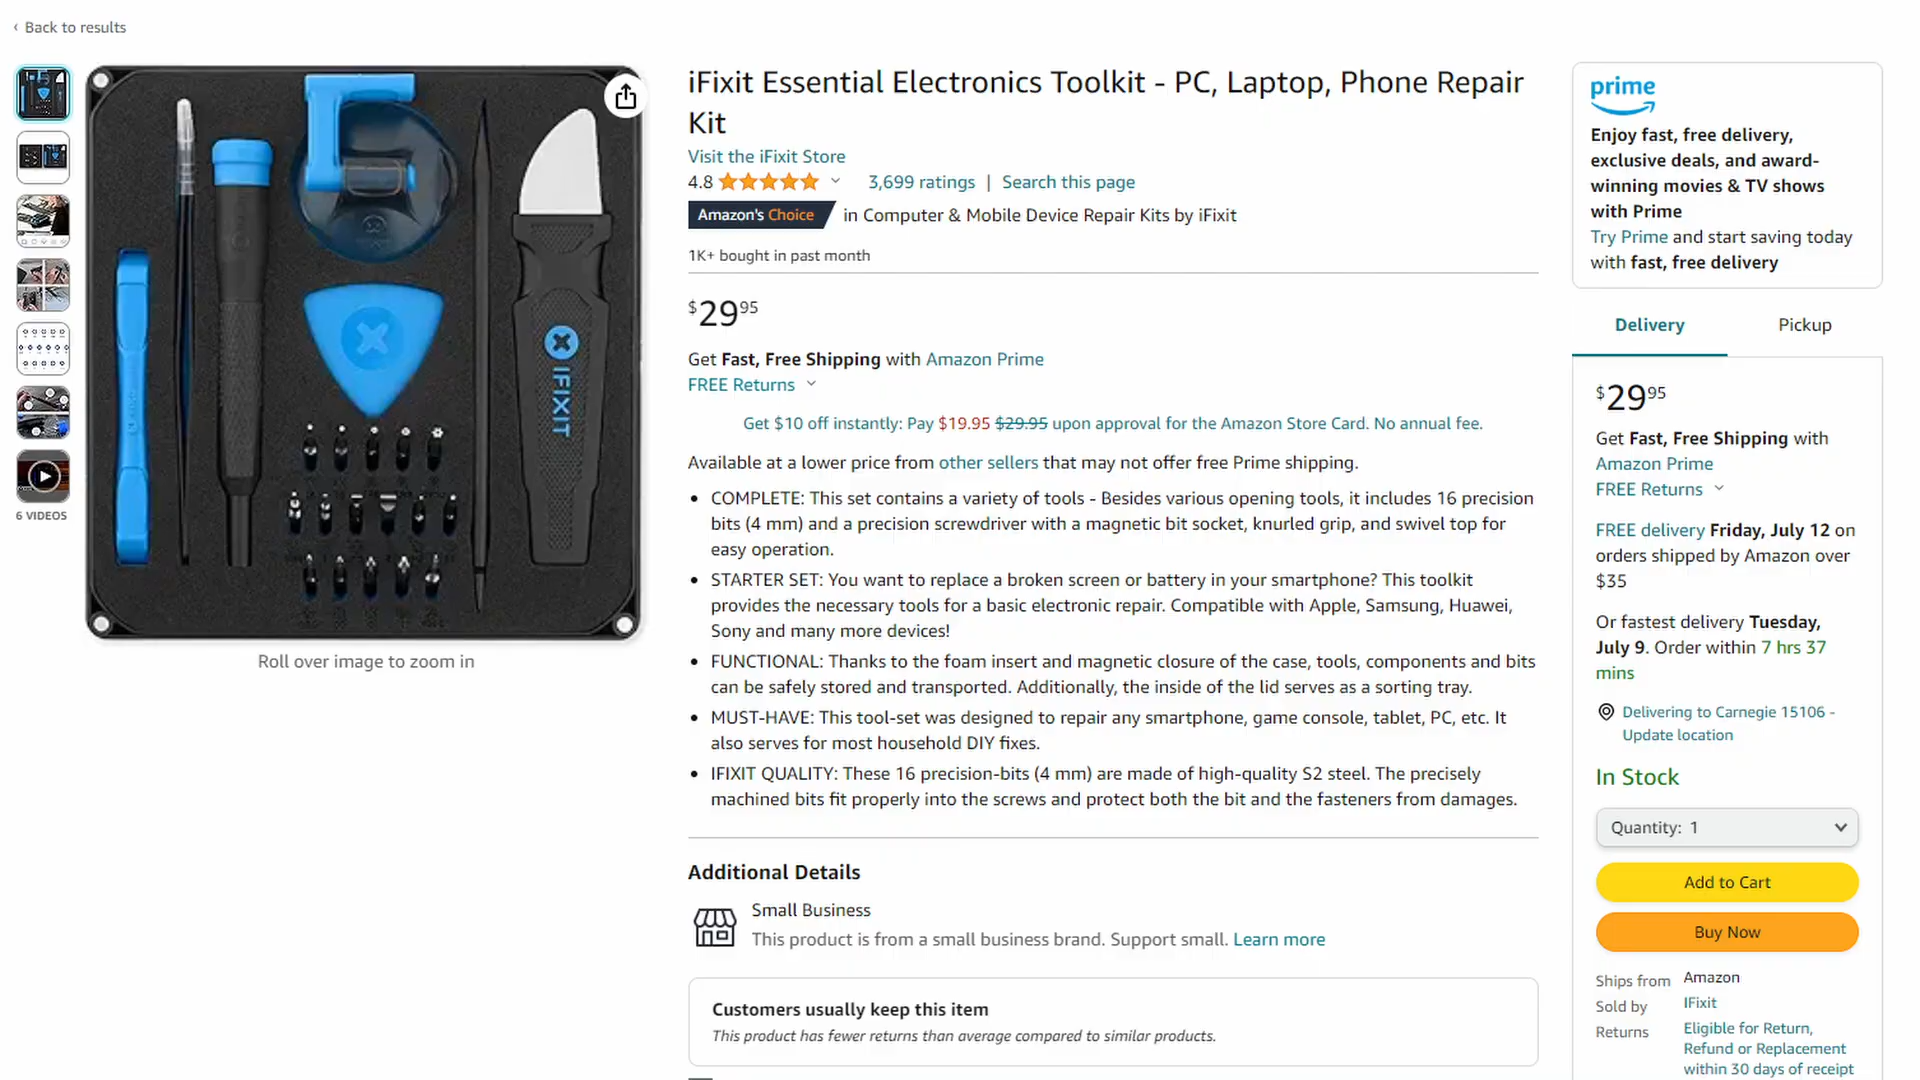 ‹ Back to results
6 VIDEOS
IFIXIT
Roll over image to zoom in
iFixit Essential Electronics Toolkit - PC, Laptop, Phone Repair
Kit
Visit the iFixit Store
4.8
3,699 ratings | Search this page
Amazon's Choice in Computer & Mobile Device Repair Kits by iFixit
1K+ bought in past month
$29 95
Get Fast, Free Shipping with Amazon Prime
FREE Returns
Get $10 off instantly: Pay $19.95 $29.95 upon approval for the Amazon Store Card. No annual fee.
Available at a lower price from other sellers that may not offer free Prime shipping.
• COMPLETE: This set contains a variety of tools - Besides various opening tools, it includes 16 precision
bits (4 mm) and a precision screwdriver with a magnetic bit socket, knurled grip, and swivel top for
easy operation.
• STARTER SET: You want to replace a broken screen or battery in your smartphone? This toolkit
provides the necessary tools for a basic electronic repair. Compatible with Apple, Samsung, Huawei,
Sony and many more devices!
• FUNCTIONAL: Thanks to the foam insert and magnetic closure of the case, tools, components and bits
can be safely stored and transported. Additionally, the inside of the lid serves as a sorting tray.
• MUST-HAVE: This tool-set was designed to repair any smartphone, game console, tablet, PC, etc. It
also serves for most household DIY fixes.
• IFIXIT QUALITY: These 16 precision-bits (4 mm) are made of high-quality S2 steel. The precisely
machined bits fit properly into the screws and protect both the bit and the fasteners from damages.
Additional Details
Small Business
This product is from a small business brand. Support small. Learn more
Customers usually keep this item
This product has fewer returns than average compared to similar products.
prime
Enjoy fast, free delivery,
exclusive deals, and award-
winning movies & TV shows
with Prime
Try Prime and start saving today
with fast, free delivery
Delivery Pickup
$29 95
Get Fast, Free Shipping with
Amazon Prime
FREE Returns
FREE delivery Friday, July 12 on
orders shipped by Amazon over
$35
Or fastest delivery Tuesday,
July 9. Order within 7 hrs 37
mins
Delivering to Carnegie 15106 -
Update location
In Stock
Quantity: 1
Add to Cart
Buy Now
Ships from Amazon
Sold by IFixit
Returns Eligible for Return,
Refund or Replacement
within 30 days of receipt